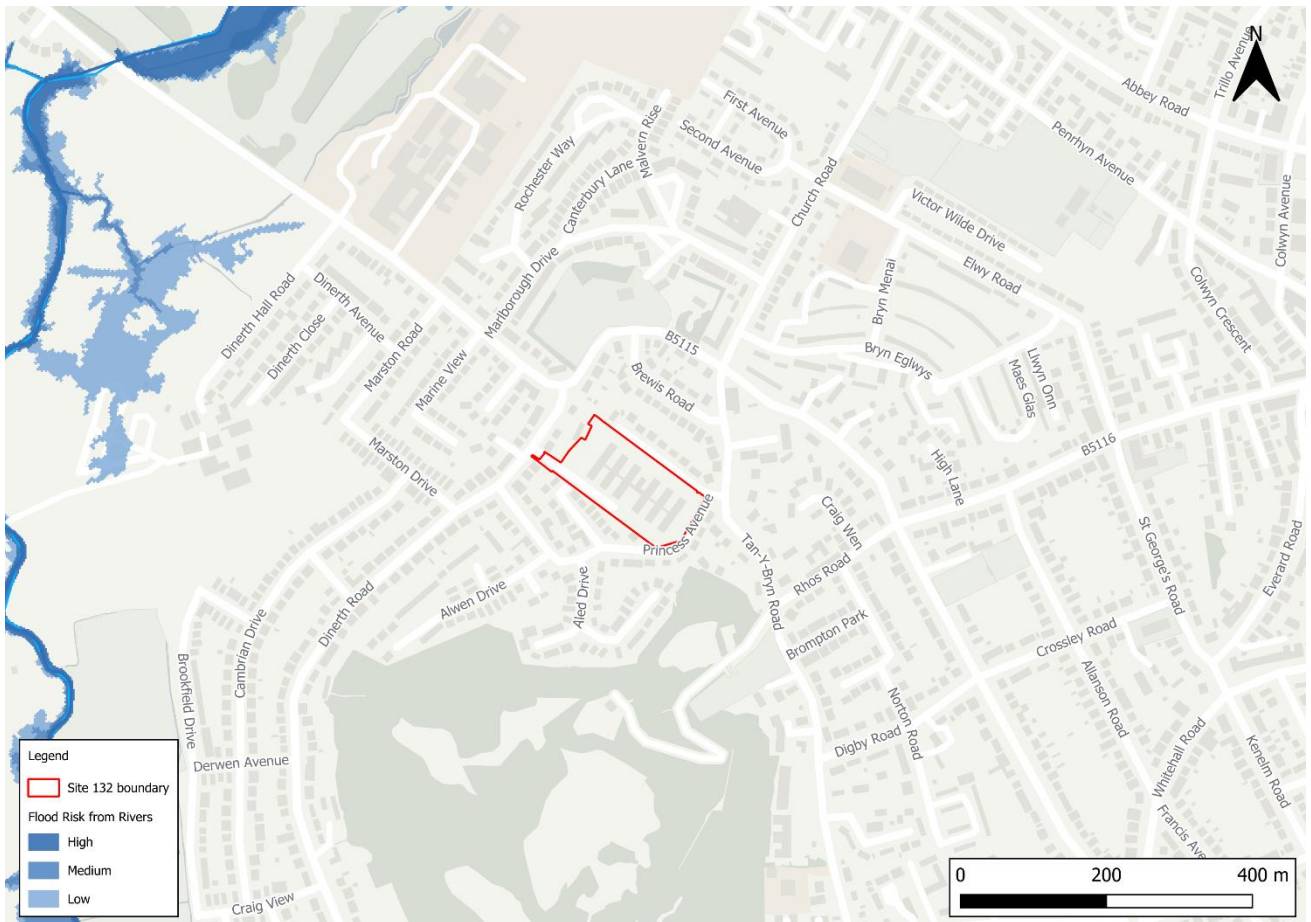 N
Trillo Avenue
Abbey Road
First Avenue
Second Avenue
Penrhyn Avenue
Malvern Rise
Rochester Way
Canterbury Lane
Church Road
Colwyn Avenue
Victor Wilde Drive
Elwy Road
Marlborough Drive
Bryn Menai
Colwyn Crescent
Dinerth Hall Road
Dinerth Avenue
Dinerth Close
Marston Road
Marine View
B5115
Bryn Eglwys
Llwyn Onn
Maes Glas
Brewis Road
B5116
High Lane
Marston Drive
Craig Wen
Princess Avenue
Tan-Y-Bryn Road
Rhos Road
St George's Road
Everard Road
Alwen Drive
Aled Drive
Dinerth Road
Cambrian Drive
Brookfield Drive
Brompton Park
Crossley Road
Allanson Road
Norton Road
Digby Road
Whitehall Road
Kenelm Road
Derwen Avenue
Francis Ave
Craig View
Legend
Site 132 boundary
Flood Risk from Rivers
High
Medium
Low
0 200 400 m